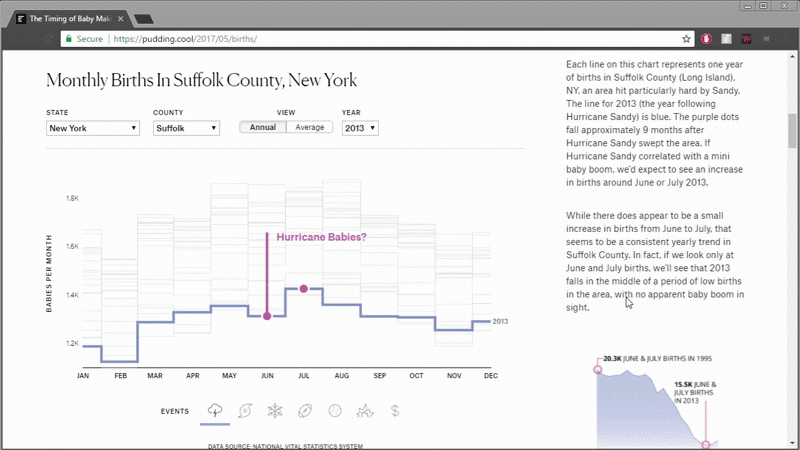 The Timing of Baby Mak
Secure
https://pudding.cool/2017/05/births/
Monthly Births In Suffolk County, New York
STATE
COUNTY
VIEW
YEAR
New York
Suffolk
Annual
Average
2013
1.8K
1.6K
1.4K
1.2K
BABIES PER MONTH
Hurricane Babies?
2013
JAN FEB MAR APR MAY JUN JUL AUG SEP OCT NOV DEC
EVENTS
$
DATA SOURCE: NATIONAL VITAL STATISTICS SYSTEM
Each line on this chart represents one year
of births in Suffolk County (Long Island).
NY, an area hit particularly hard by Sandy.
The line for 2013 (the year following
Hurricane Sandy) is blue. The purple dots
fall approximately 9 months after
Hurricane Sandy swept the area. If
Hurricane Sandy correlated with a mini
baby boom. we'd expect to see an increase
in births around June or July 2013.
While there does appear to be a small
increase in births from June to July, that
seems to be a consistent yearly trend in
Suffolk County. In fact, if we look only at
June and July births, we'll see that 2013
falls in the middle of a period of low births
in the area, with no apparent baby boom in
sight.
20.3K JUNE & JULY BIRTHS IN 1995
15.5K JUNE &
JULY BIRTHS
IN 2013